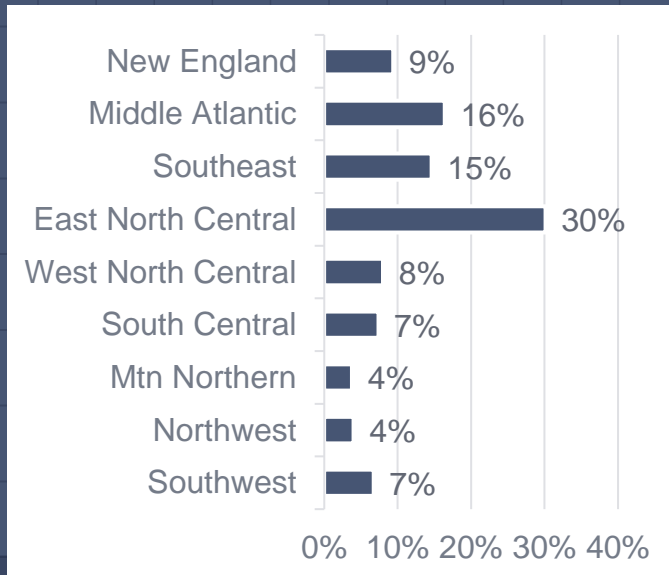 New England 9%
Middle Atlantic 16%
Southeast 15%
East North Central 30%
West North Central 8%
South Central 7%
Mtn Northern 4%
Northwest 4%
Southwest 7%
0% 10% 20% 30% 40%